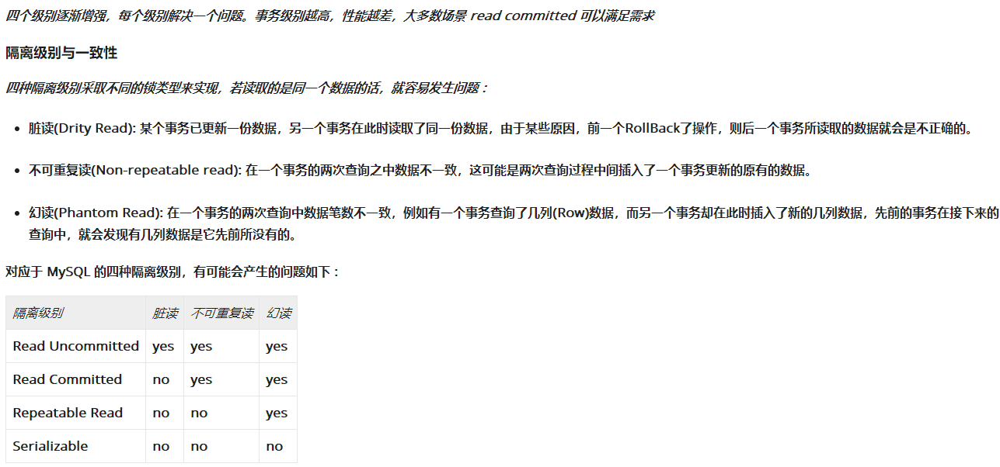 四个级别逐渐增强，每个级别解决一个问题。事务级别越高，性能越差，大多数场景 read committed 可以满足需求
隔离级别与一致性
四种隔离级别采取不同的锁类型来实现，若读取的是同一个数据的话，就容易发生问题：
脏读(Drity Read): 某个事务已更新一份数据，另一个事务在此时读取了同一份数据，由于某些原因，前一个RollBack了操作，则后一个事务所读取的数据就会是不正确的。
不可重复读(Non-repeatable read): 在一个事务的两次查询之中数据不一致，这可能是两次查询过程中间插入了一个事务更新的原有的数据。
幻读(Phantom Read): 在一个事务的两次查询中数据笔数不一致，例如有一个事务查询了几列(Row)数据，而另一个事务却在此时插入了新的几列数据，先前的事务在接下来的
查询中，就会发现有几列数据是它先前所没有的。
对应于 MySQL 的四种隔离级别，有可能会产生的问题如下：
隔离级别 脏读 不可重复读 幻读
Read Uncommitted yes yes yes
Read Committed no yes yes
Repeatable Read no no yes
Serializable no no no